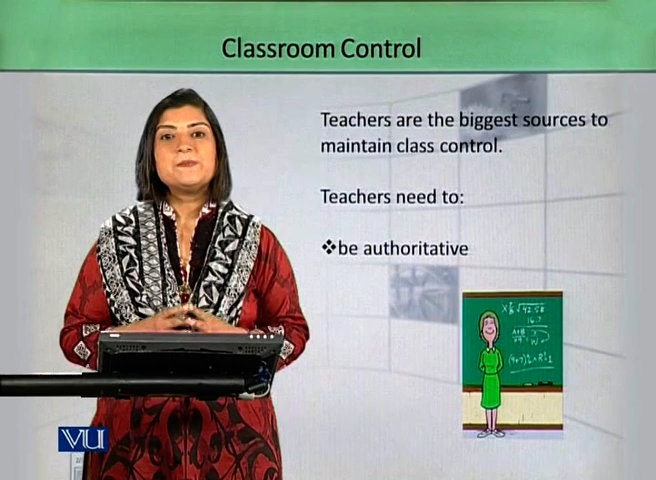 Classroom Control
Teachers are the biggest sources to
maintain class control.
Teachers need to:
❖be authoritative
VU